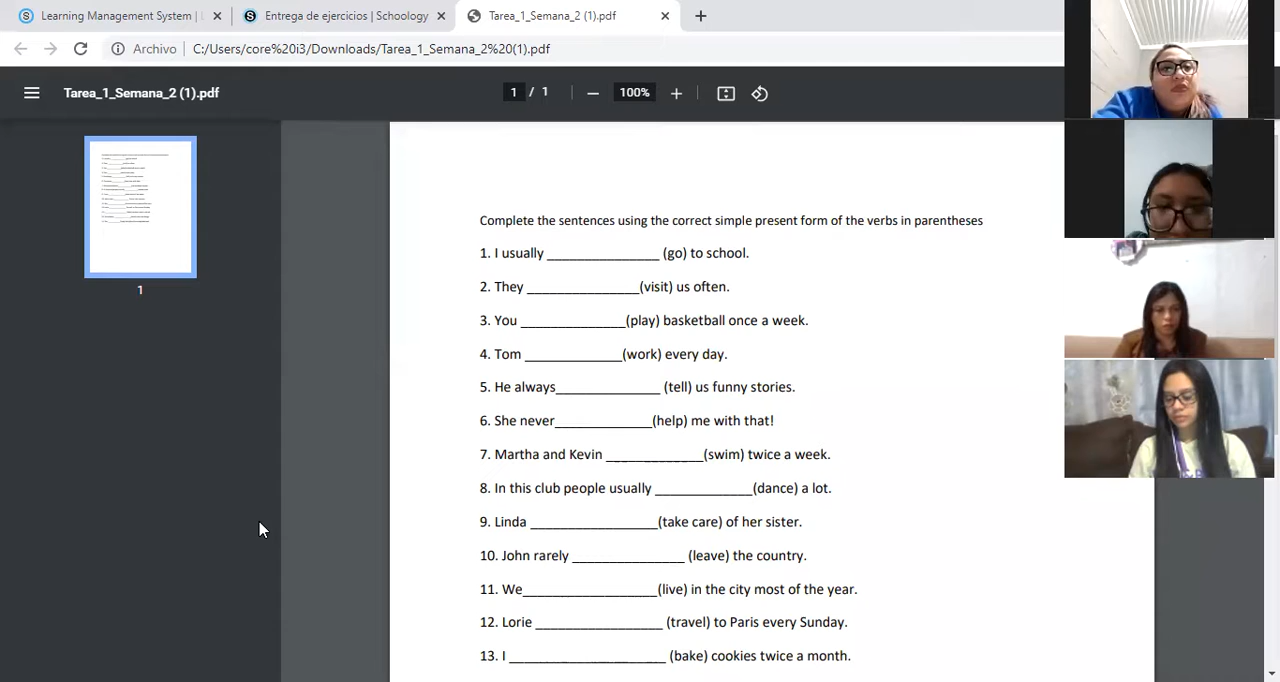 Learning Management System | L
Entrega de ejercicios | Schoology
Tarea_1_Semana_2 (1).pdf
Archivo
C:/Users/core%20i3/Downloads/Tarea_1_Semana_2%20(1).pdf
Tarea_1_Semana_2 (1).pdf
1 / 1
100%
1
Complete the sentences using the correct simple present form of the verbs in parentheses
1. I usually _______________ (go) to school.
2. They _______________(visit) us often.
3. You ______________(play) basketball once a week.
4. Tom _____________(work) every day.
5. He always______________ (tell) us funny stories.
6. She never_____________(help) me with that!
7. Martha and Kevin _____________(swim) twice a week.
8. In this club people usually _____________(dance) a lot.
9. Linda _________________(take care) of her sister.
10. John rarely _______________ (leave) the country.
11. We__________________(live) in the city most of the year.
12. Lorie _________________ (travel) to Paris every Sunday.
13. I _____________________ (bake) cookies twice a month.